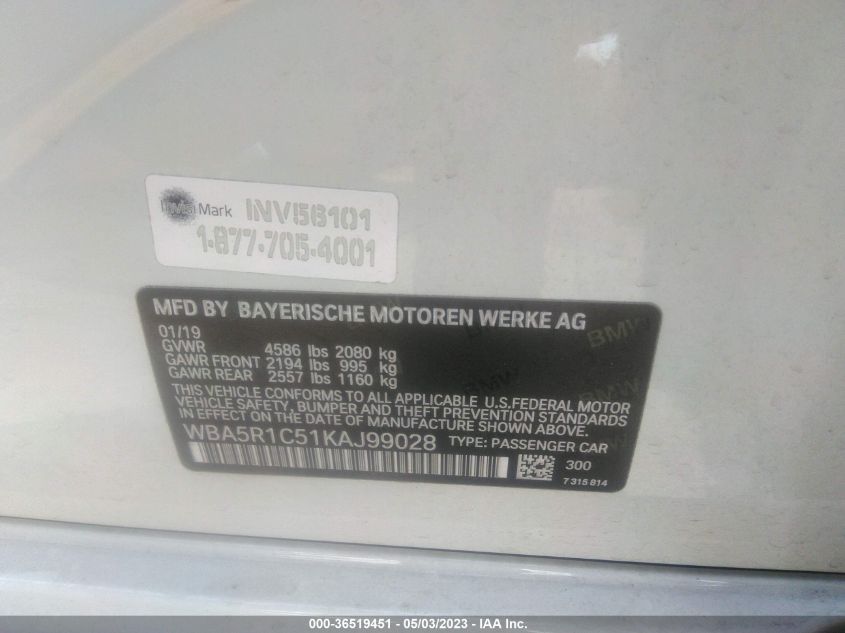 Mark INV56101
1-877-705-4001
MFD BY BAYERISCHE MOTOREN WERKE AG
01/19
GVWR 4586 lbs 2080 kg
GAWR FRONT 2194 lbs 995 kg
GAWR REAR 2557 lbs 1160 kg
THIS VEHICLE CONFORMS TO ALL APPLICABLE U.S.FEDERAL MOTOR
VEHICLE SAFETY, BUMPER AND THEFT PREVENTION STANDARDS
IN EFFECT ON THE DATE OF MANUFACTURE SHOWN ABOVE.
WBA5R1C51KAJ99028 TYPE: PASSENGER CAR
300
7 315 814
BMW
BMW
000-36519451 - 05/03/2023 - IAA Inc.